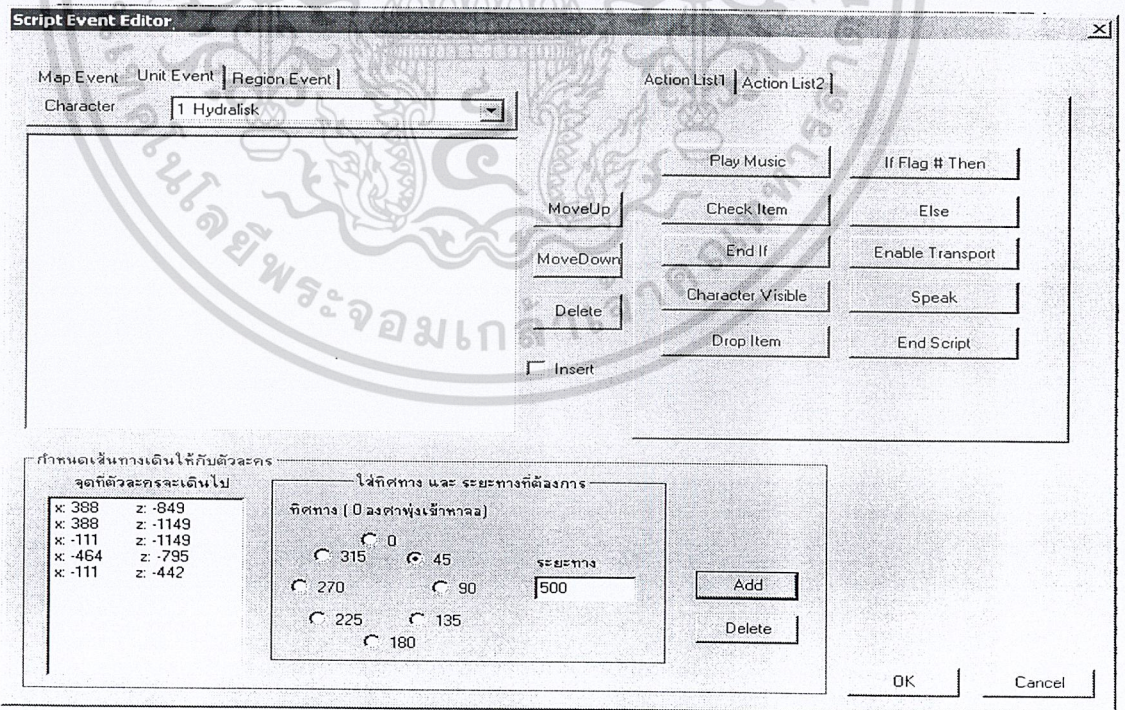 Script Event Editor
Map Event Unit Event Region Event
Character 1 Hydralisk
MoveUp
MoveDown
Delete
Insert
Action List1 Action List2
Play Music If Flag # Then
Check Item Else
End If Enable Transport
Character Visible Speak
Drop Item End Script
กำหนดเส้นทางเดินให้กับตัวละคร
จุดที่ตัวละครจะเดินไป
x: 388 z: -849
x: 388 z: -1149
x: -111 z: -1149
x: -464 z: -795
x: -111 z: -442
ใส่ทิศทาง และ ระยะทางที่ต้องการ
ทิศทาง ( 0 องศาพุ่งเข้าหาจอ)
0
315 45
270 90
225 135
180
ระยะทาง
500
Add
Delete
OK Cancel